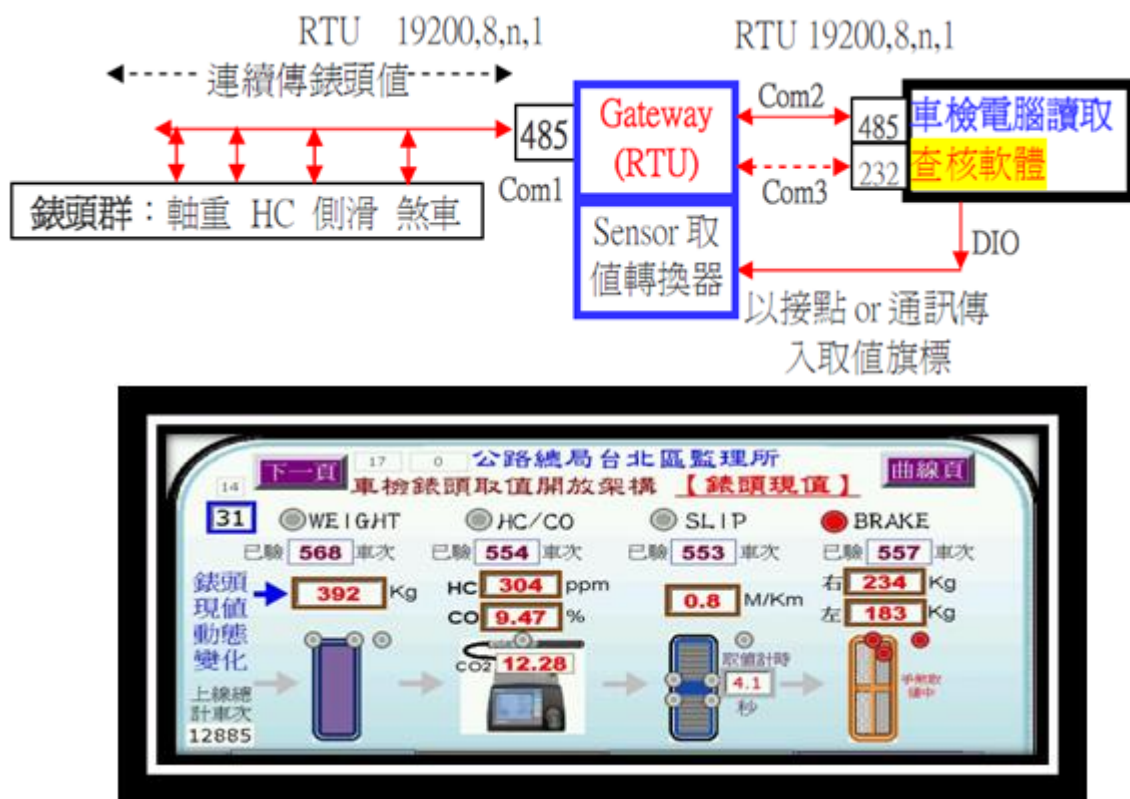 RTU 19200,8,n,1
RTU 19200,8,n,1
連續傳錶頭值
485
Com1
Gateway
(RTU)
Com2
Com3
485
232
車檢電腦讀取
查核軟體
錶頭群：軸重 HC 側滑 煞車
Sensor 取
值轉換器
DIO
以接點 or 通訊傳
入取值旗標
下一頁
17
0
公路總局台北區監理所
曲線頁
14
車檢錶頭取值開放架構 【錶頭現值】
31
WEIGHT
HC/CO
SLIP
BRAKE
已驗 568 車次
已驗 554 車次
已驗 553 車次
已驗 557 車次
錶頭
現值
動態
變化
392 Kg
HC 304 ppm
CO 9.47 %
CO2 12.28
0.8 M/Km
右 234 Kg
左 183 Kg
取值計時
4.1
秒
手煞取
值中
上線總
計車次
12885